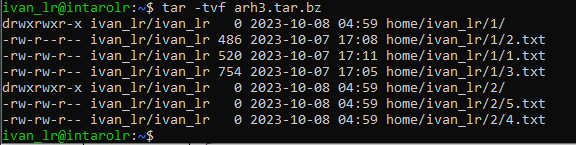 ivan_lr@intarolr:~$ tar -tvf arh3.tar.bz
drwxrwxr-x ivan_lr/ivan_lr   0 2023-10-08 04:59 home/ivan_lr/1/
-rw-r--r-- ivan_lr/ivan_lr 486 2023-10-07 17:08 home/ivan_lr/1/2.txt
-rw-rw-r-- ivan_lr/ivan_lr 520 2023-10-07 17:11 home/ivan_lr/1/1.txt
-rw-rw-r-- ivan_lr/ivan_lr 754 2023-10-07 17:05 home/ivan_lr/1/3.txt
drwxrwxr-x ivan_lr/ivan_lr   0 2023-10-08 04:59 home/ivan_lr/2/
-rw-rw-r-- ivan_lr/ivan_lr   0 2023-10-08 04:59 home/ivan_lr/2/5.txt
-rw-rw-r-- ivan_lr/ivan_lr   0 2023-10-08 04:59 home/ivan_lr/2/4.txt
ivan_lr@intarolr:~$